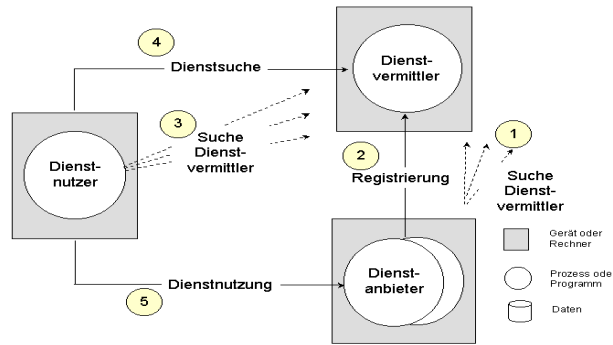 4
Dienstsuche
Dienst-
vermittler
3
Suche
Dienst-
vermittler
1
Dienst-
nutzer
2
Registrierung
Suche
Dienst-
vermittler
Gerät oder
Rechner
Dienst-
anbieter
Dienstnutzung
5
Prozess ode
Programm
Daten